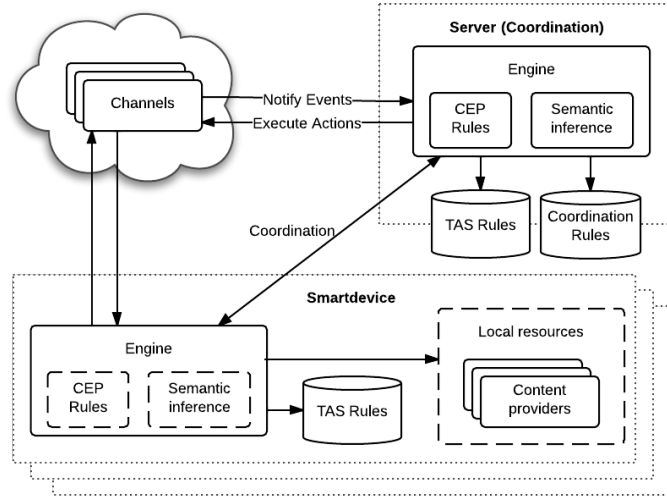 Server (Coordination)
Engine
CEP
Rules
Semantic
inference
Channels
Notify Events
Execute Actions
TAS Rules
Coordination
Rules
Coordination
Smartdevice
Engine
CEP
Rules
Semantic
inference
TAS Rules
Local resources
Content
providers